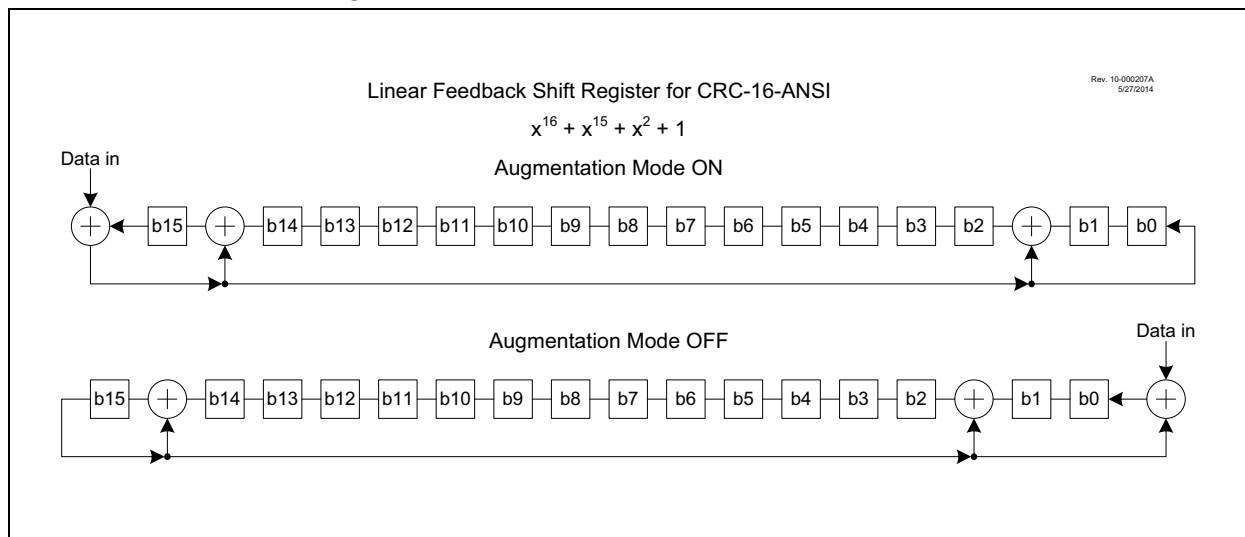 Linear Feedback Shift Register for CRC-16-ANSI
Rev. 10-000207A
5/27/2014
x¹⁶ + x¹⁵ + x² + 1
Augmentation Mode ON
Data in
b15 b14 b13 b12 b11 b10 b9 b8 b7 b6 b5 b4 b3 b2 b1 b0
Augmentation Mode OFF
Data in
b15 b14 b13 b12 b11 b10 b9 b8 b7 b6 b5 b4 b3 b2 b1 b0